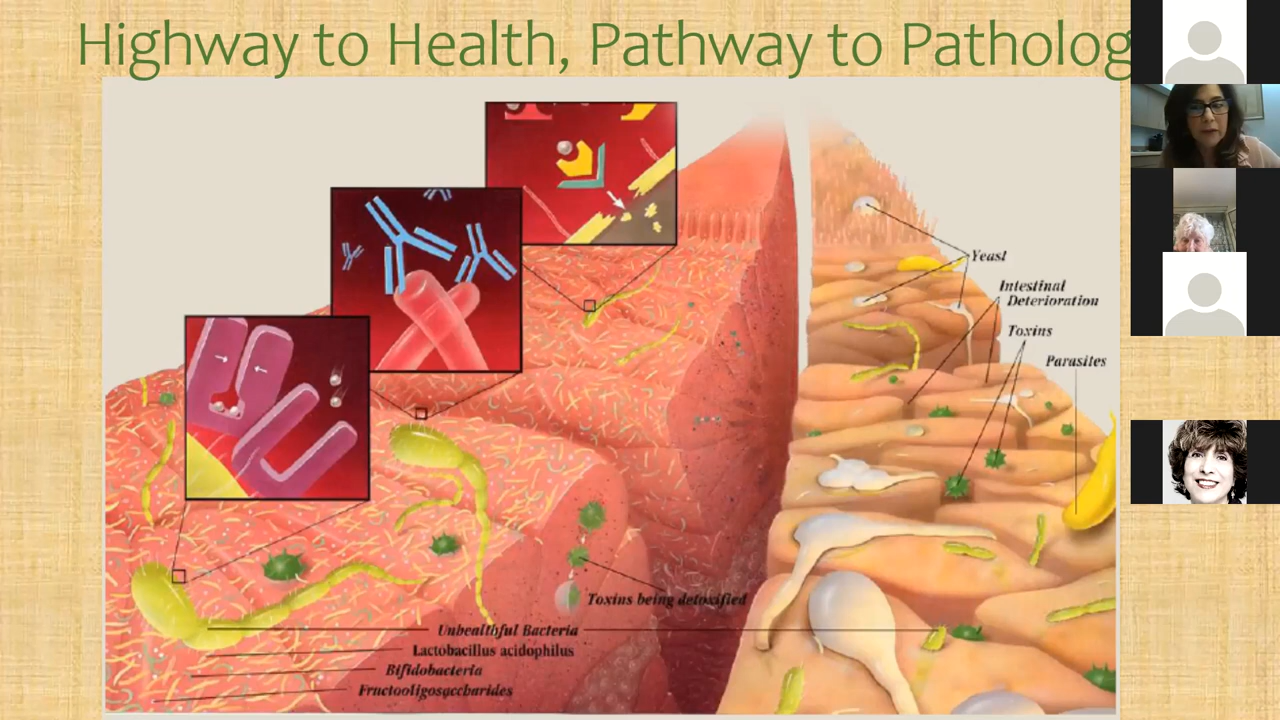 Highway to Health, Pathway to Patholog
Yeast
Intestinal
Deterioration
Toxins
Parasites
Toxins being detoxified
Unhealthful Bacteria
Lactobacillus acidophilus
Bifidobacteria
Fructooligosaccharides